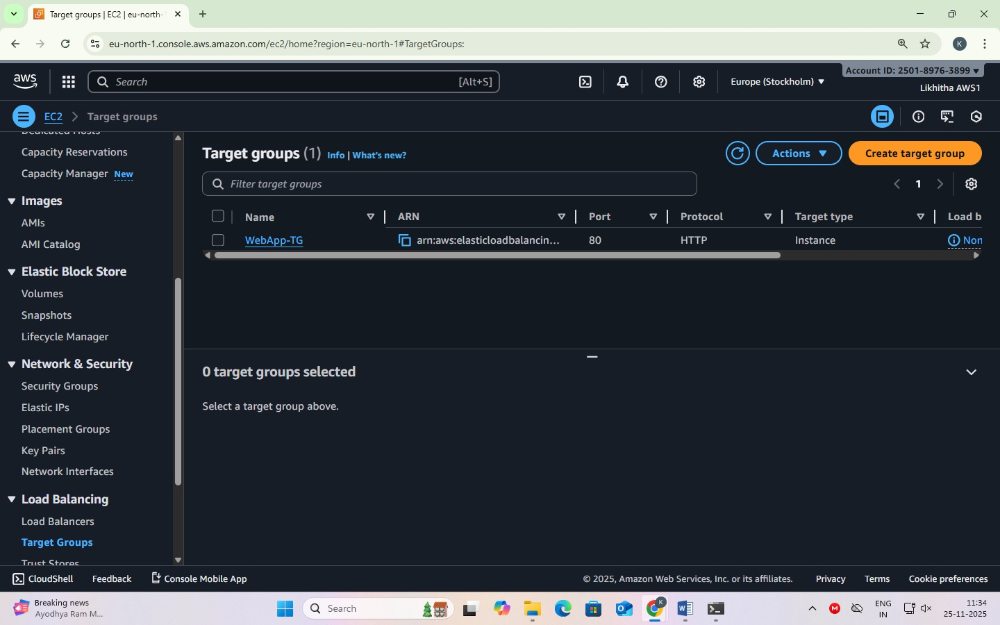 Target groups | EC2 | eu-north-
eu-north-1.console.aws.amazon.com/ec2/home?region=eu-north-1#TargetGroups:
K
aws
Search
[Alt+S]
Europe (Stockholm)
Account ID: 2501-8976-3899
Likhitha AWS1
EC2
Target groups
Dedicated Hosts
Capacity Reservations
Capacity Manager New
Images
AMIs
AMI Catalog
Elastic Block Store
Volumes
Snapshots
Lifecycle Manager
Network & Security
Security Groups
Elastic IPs
Placement Groups
Key Pairs
Network Interfaces
Load Balancing
Load Balancers
Target Groups
Trust Stores
Target groups (1) Info | What's new?
Actions
Create target group
Filter target groups
1
Name ARN Port Protocol Target type Load b
WebApp-TG arn:aws:elasticloadbalancin... 80 HTTP Instance Non
0 target groups selected
Select a target group above.
CloudShell Feedback Console Mobile App
© 2025, Amazon Web Services, Inc. or its affiliates. Privacy Terms Cookie preferences
Breaking news
Ayodhya Ram M...
Search
K
M
ENG
IN
11:34
25-11-2025